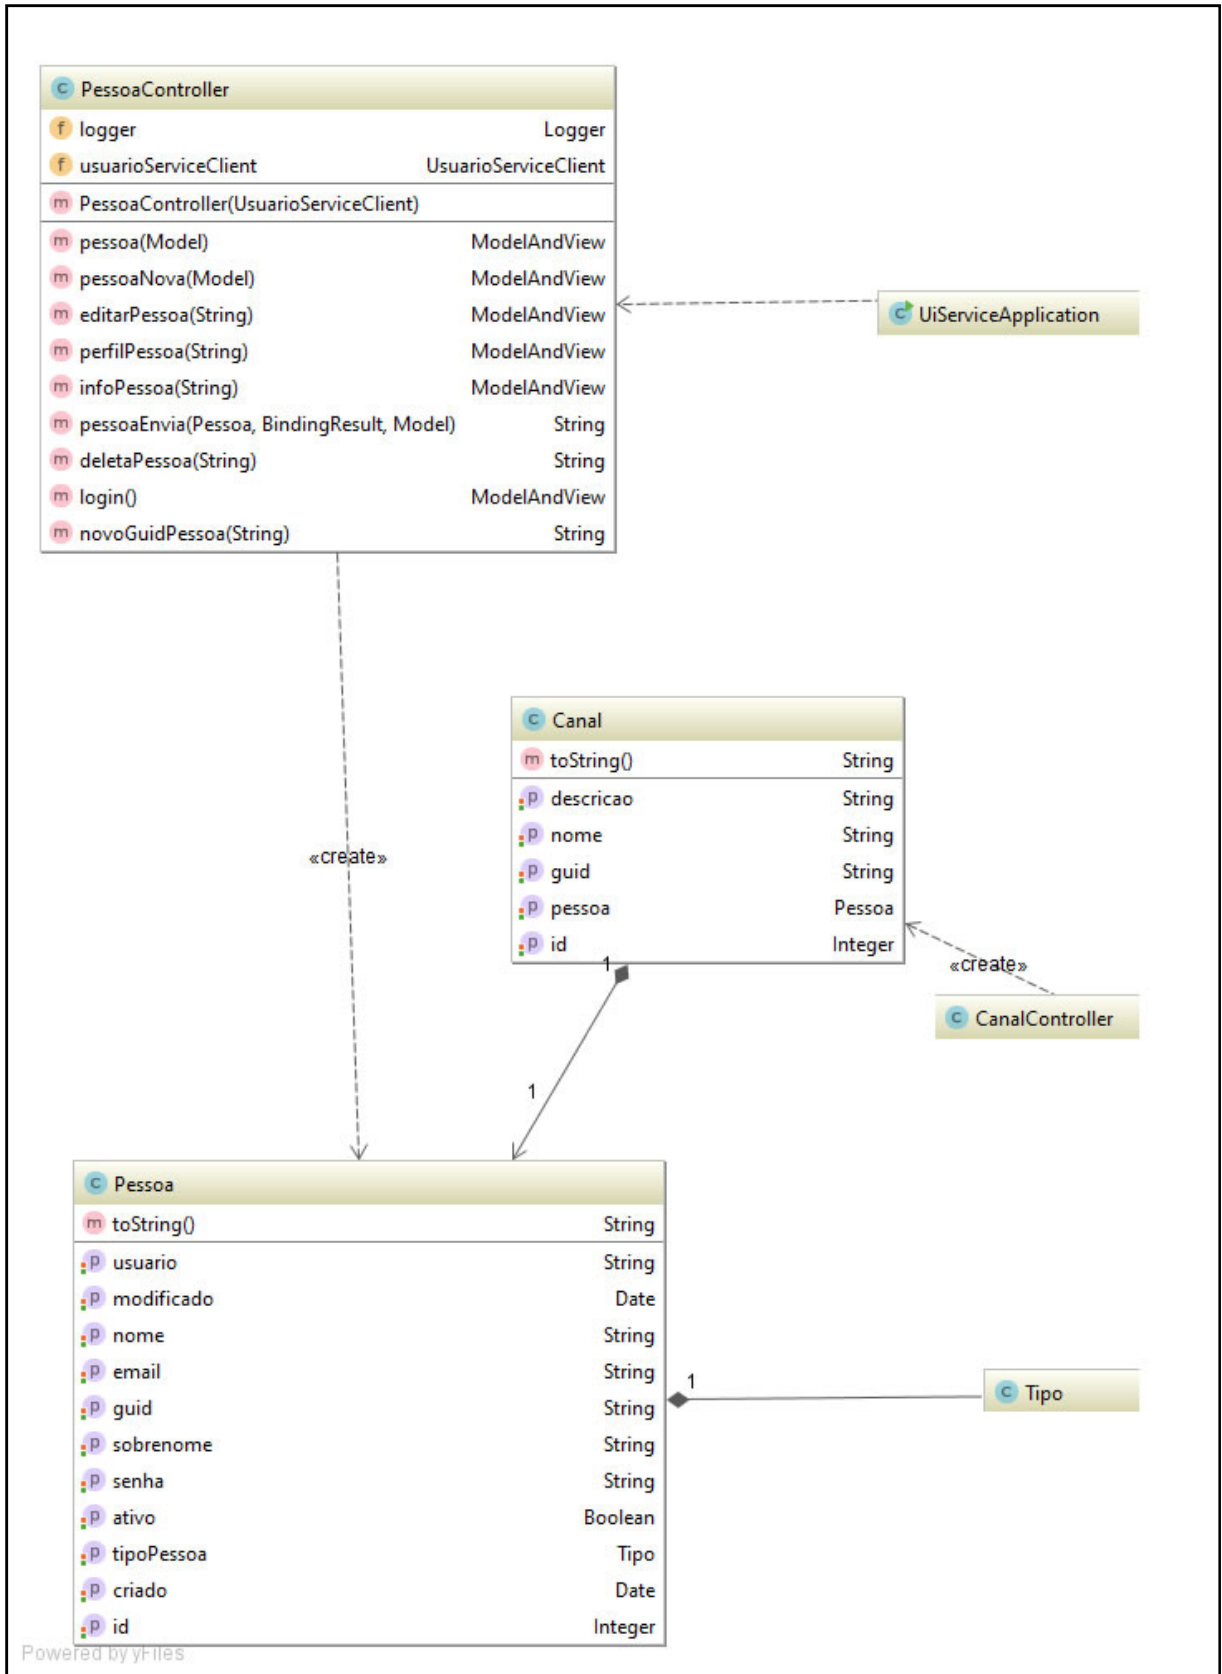 PessoaController
logger Logger
usuarioServiceClient UsuarioServiceClient
PessoaController(UsuarioServiceClient)
pessoa(Model) ModelAndView
pessoaNova(Model) ModelAndView
editarPessoa(String) ModelAndView
perfilPessoa(String) ModelAndView
infoPessoa(String) ModelAndView
pessoaEnvia(Pessoa, BindingResult, Model) String
deletaPessoa(String) String
login() ModelAndView
novoGuidPessoa(String) String
UiServiceApplication
«create»
Canal
toString() String
descricao String
nome String
guid String
pessoa Pessoa
id Integer
1
«create»
CanalController
1
Pessoa
toString() String
usuario String
modificado Date
nome String
email String
guid String
sobrenome String
senha String
ativo Boolean
tipoPessoa Tipo
criado Date
id Integer
1
Tipo
Powered by yFiles